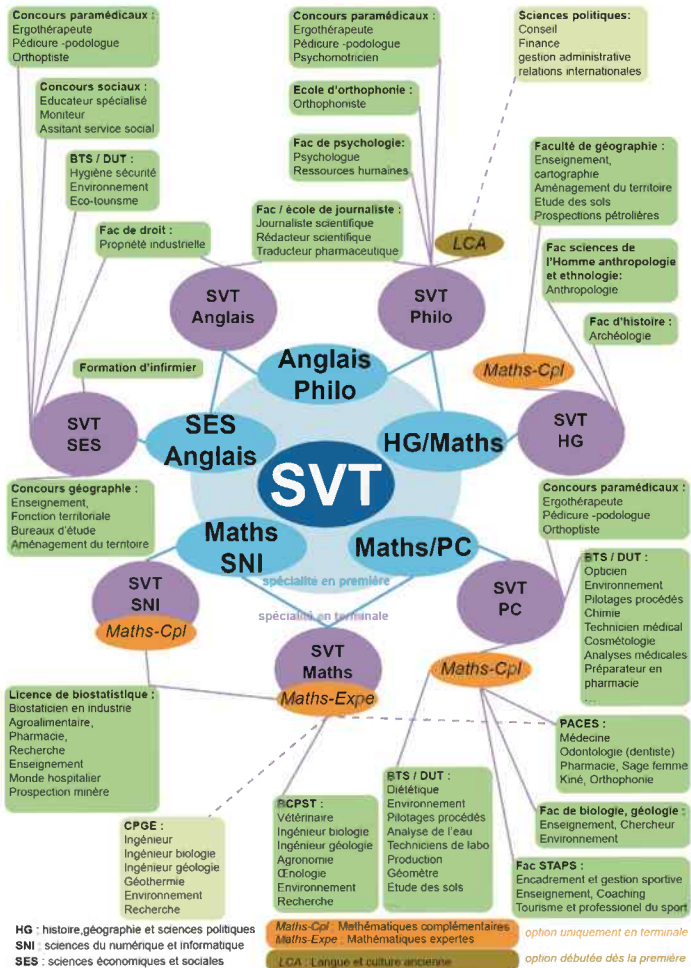 Concours paramédicaux :
Ergothérapeute
Pédicure -podologue
Orthoptiste
Concours sociaux :
Educateur spécialisé
Moniteur
Assitant service social
BTS / DUT :
Hygiène sécurité
Environnement
Eco-tourisme
Fac de droit :
Propriété industrielle
Concours paramédicaux :
Ergothérapeute
Pédicure -podologue
Psychomotricien
Ecole d'orthophonie :
Orthophoniste
Fac de psychologie:
Psychologue
Ressources humaines
Fac / école de journaliste :
Journaliste scientifique
Rédacteur scientifique
Traducteur pharmaceutique
Sciences politiques:
Conseil
Finance
gestion administrative
relations internationales
LCA
Faculté de géographie :
Enseignement,
cartographie
Aménagement du territoire
Etude des sols
Prospections pétrolières
Fac sciences de
l'Homme anthropologie
et ethnologie:
Anthropologie
Fac d'histoire :
Archéologie
SVT
Anglais
SVT
Philo
Formation d'infirmier
Anglais
Philo
Maths-Cpl
SVT
SES
SES
Anglais
HG/Maths
SVT
HG
SVT
Concours géographie :
Enseignement,
Fonction territoriale
Bureaux d'étude
Aménagement du territoire
Maths
SNI
Maths/PC
spécialité en première
spécialité en terminale
Concours paramédicaux :
Ergothérapeute
Pédicure -podologue
Orthoptiste
SVT
SNI
Maths-Cpl
SVT
PC
BTS / DUT :
Opticien
Environnement
Pilotages procédés
Chimie
Technicien médical
Cosmétologie
Analyses médicales
Préparateur en
pharmacie
...
SVT
Maths
Maths-Expe
Maths-Cpl
Licence de biostatistique :
Biostaticien en industrie
Agroalimentaire,
Pharmacie,
Recherche
Enseignement
Monde hospitalier
Prospection minère
PACES :
Médecine
Odontologie (dentiste)
Pharmacie, Sage femme
Kiné, Orthophonie
CPGE :
Ingénieur
Ingénieur biologie
Ingénieur géologie
Géothermie
Environnement
Recherche
BCPST :
Vétérinaire
Ingénieur biologie
Ingénieur géologie
Agronomie
Œnologie
Environnement
Recherche
BTS / DUT :
Diététique
Environnement
Pilotages procédés
Analyse de l'eau
Techniciens de labo
Production
Géomètre
Etude des sols
...
Fac de biologie, géologie :
Enseignement, Chercheur
Environnement
Fac STAPS :
Encadrement et gestion sportive
Enseignement, Coaching
Tourisme et professionel du sport
HG : histoire,géographie et sciences politiques
SNI : sciences du numérique et informatique
SES : sciences économiques et sociales
Maths-Cpl : Mathématiques complémentaires
Maths-Expe : Mathématiques expertes
option uniquement en terminale
LCA : Langue et culture ancienne
option débutée dès la première